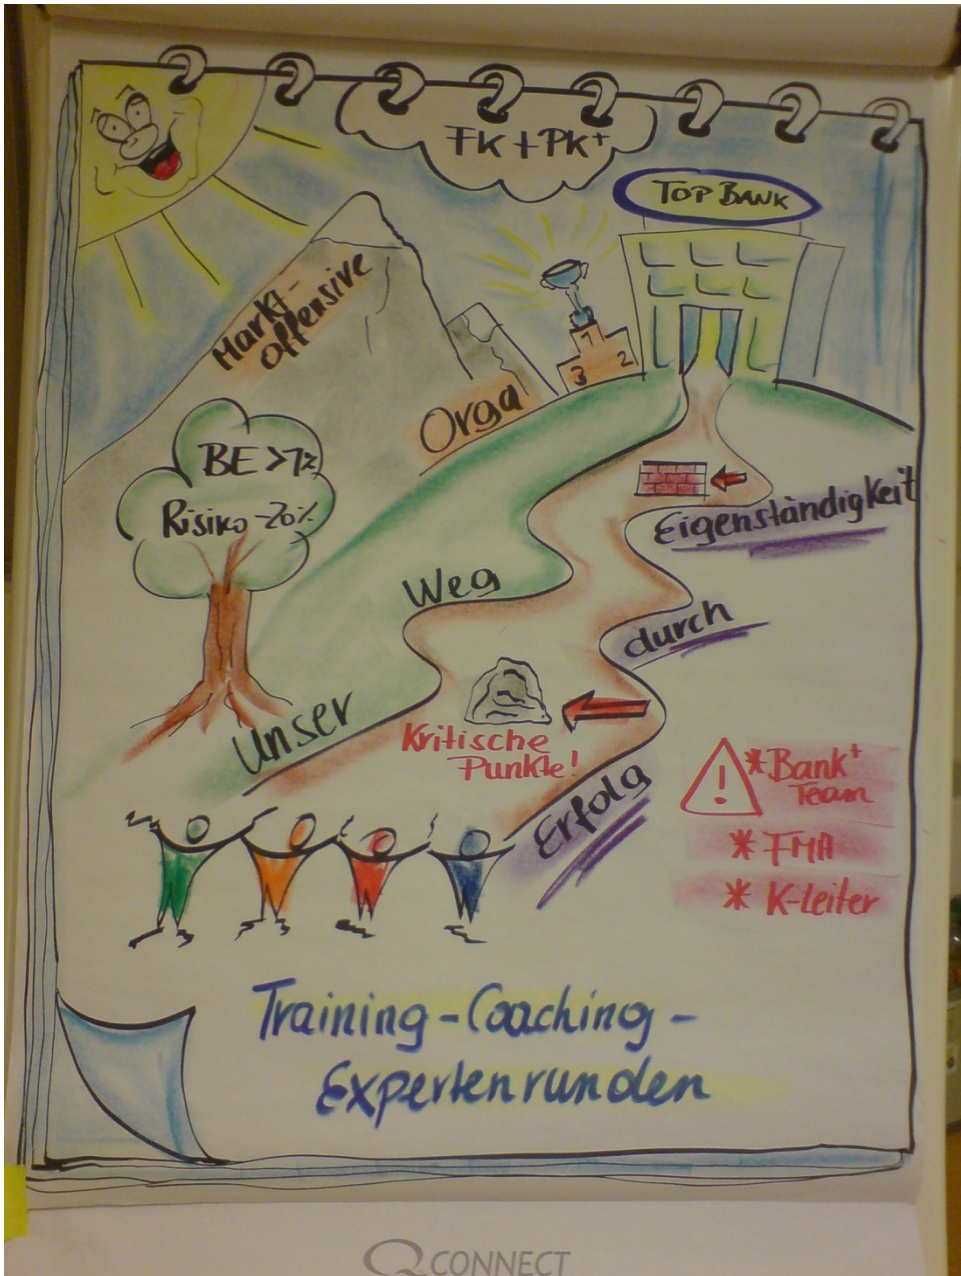 FK + PK+
TOP BANK
Markt-
offensive
1
2
3
Orga
BE > 1%
Risiko -20%
Eigenständigkeit
Weg
durch
Unser
Kritische
Punkte!
Erfolg
!
* Bank+
Team
* FMA
* K-Leiter
Training - Coaching -
Expertenrunden
CONNECT